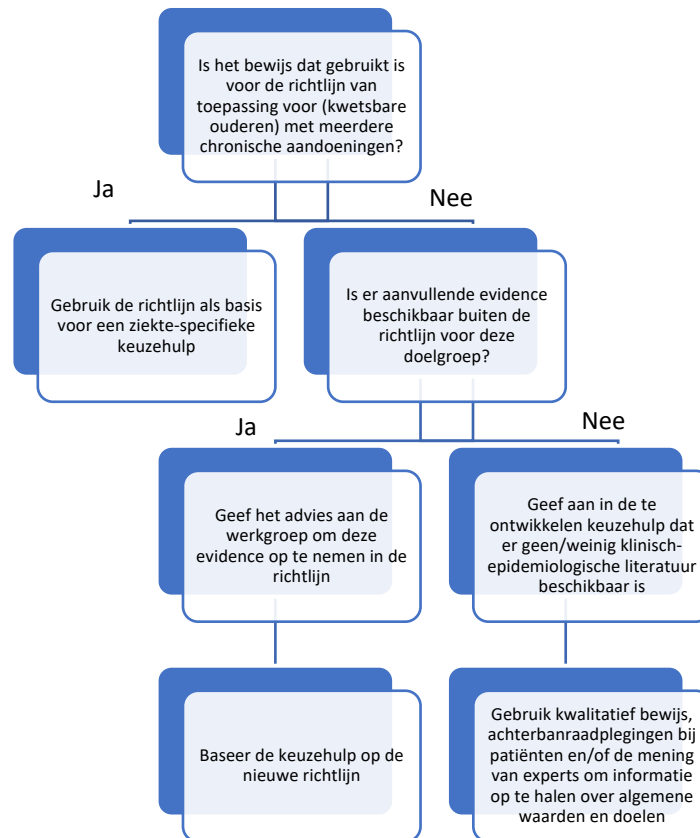 Is het bewijs dat gebruikt is
voor de richtlijn van
toepassing voor (kwetsbare
ouderen) met meerdere
chronische aandoeningen?
Ja
Nee
Gebruik de richtlijn als basis
voor een ziekte-specifieke
keuzehulp
Is er aanvullende evidence
beschikbaar buiten de
richtlijn voor deze
doelgroep?
Ja
Nee
Geef het advies aan de
werkgroep om deze
evidence op te nemen in de
richtlijn
Geef aan in de te
ontwikkelen keuzehulp dat
er geen/weinig klinisch-
epidemiologische literatuur
beschikbaar is
Baseer de keuzehulp op de
nieuwe richtlijn
Gebruik kwalitatief bewijs,
achterbanraadplegingen bij
patiënten en/of de mening
van experts om informatie
op te halen over algemene
waarden en doelen